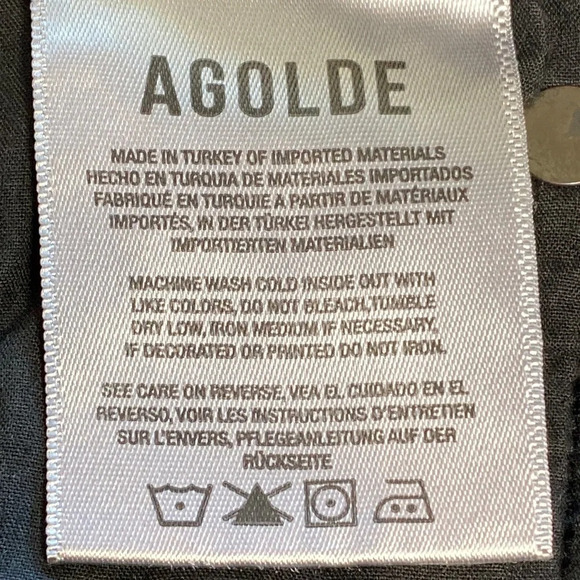 AGOLDE
MADE IN TURKEY OF IMPORTED MATERIALS
HECHO EN TURQUIA DE MATERIALES IMPORTADOS
FABRIQUÉ EN TURQUIE A PARTIR DE MATÉRIAUX
IMPORTÉS, IN DER TÜRKEI HERGESTELLT MIT
IMPORTIERTEN MATERIALIEN
MACHINE WASH COLD INSIDE OUT WITH
LIKE COLORS, DO NOT BLEACH, TUMBLE
DRY LOW, IRON MEDIUM IF NECESSARY.
IF DECORATED OR PRINTED DO NOT IRON.
SEE CARE ON REVERSE, VEA EL CUIDADO EN EL
REVERSO, VOIR LES INSTRUCTIONS D'ENTRETIEN
SUR L'ENVERS, PFLEGEANLEITUNG AUF DER
RÜCKSEITE